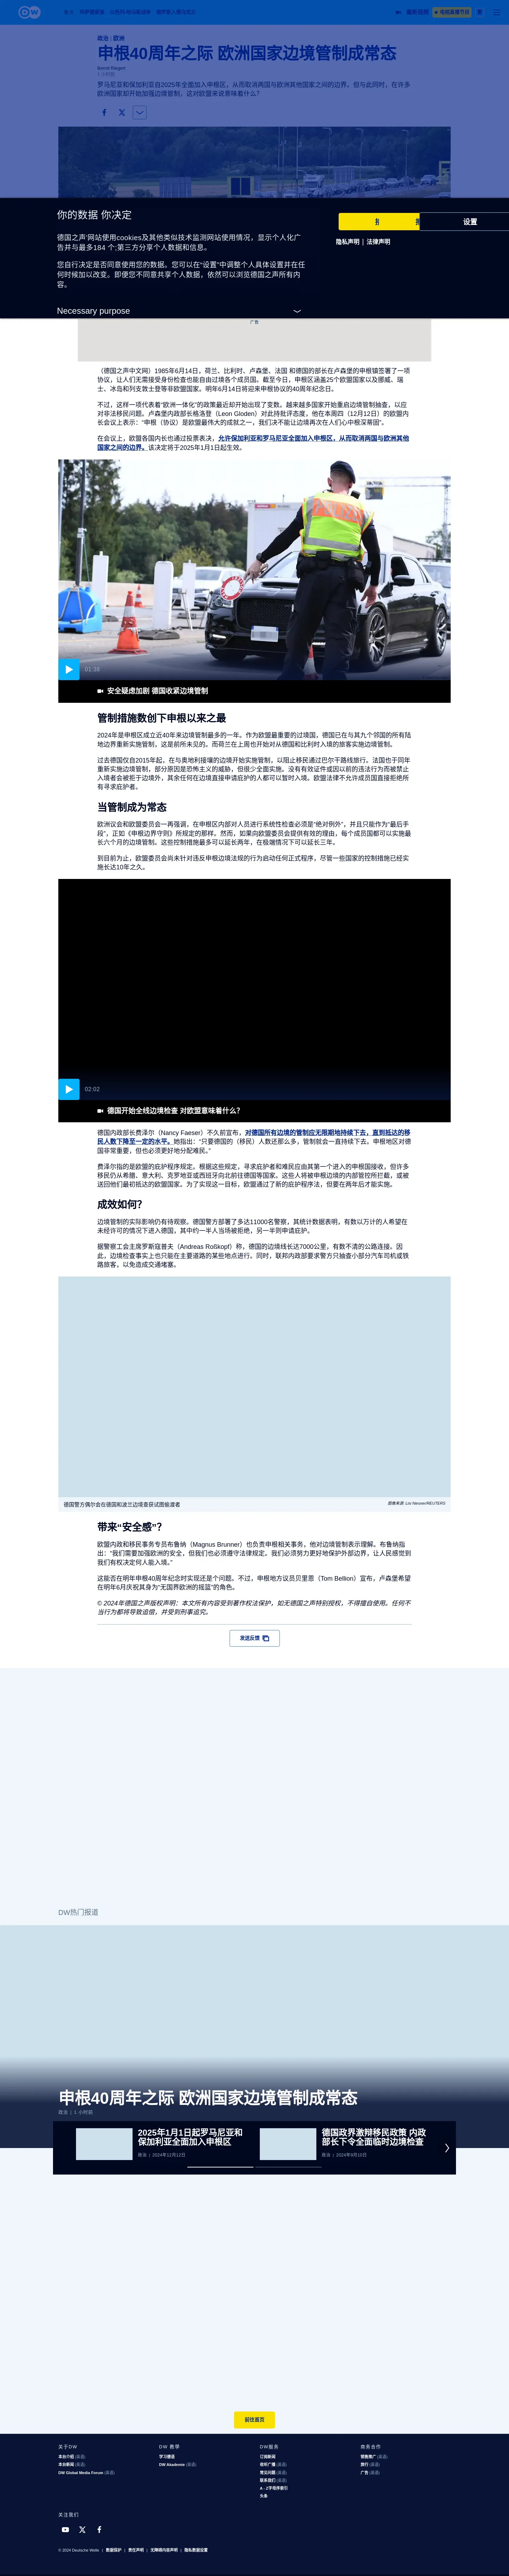 DW
最新视频
电视直播节目
政治 | 欧洲
申根40周年之际 欧洲国家边境管制成常态
Bernd Riegert
1 小时前
罗马尼亚和保加利亚自2025年全面加入申根区，从而取消两国与欧洲其他国家之间的边界。但与此同时，在许多
欧洲国家却开始加强边境管制，这对欧盟来说意味着什么？
你的数据 你决定
德国之声'网站使用cookies及其他类似技术监测网站使用情况，显示个人化广
告并与最多184 个;第三方分享个人数据和信息。
您自行决定是否同意使用您的数据。您可以在"设置"中调整个人具体设置并在任
何时候加以改变。即使您不同意共享个人数据，依然可以浏览德国之声所有内
容。
Necessary purpose
设置
隐私声明 | 法律声明
广告
（德国之声中文网）1985年6月14日，荷兰、比利时、卢森堡、法国 和德国的部长在卢森堡的申根镇签署了一项
协议，让人们无需接受身份检查也能自由过境各个成员国。截至今日，申根区涵盖25个欧盟国家以及挪威、瑞
士、冰岛和列支敦士登等非欧盟国家。明年6月14日将迎来申根协议的40周年纪念日。
不过，这样一项代表着"欧洲一体化"的政策最近却开始出现了变数。越来越多国家开始重启边境管制抽查，以应
对非法移民问题。卢森堡内政部长格洛登（Leon Gloden）对此持批评态度，他在本周四（12月12日）的欧盟内
长会议上表示："申根（协议）是欧盟最伟大的成就之一，我们决不能让边境再次在人们心中根深蒂固"。
在会议上，欧盟各国内长也通过投票表决，允许保加利亚和罗马尼亚全面加入申根区，从而取消两国与欧洲其他
国家之间的边界。该决定将于2025年1月1日起生效。
01:36
安全疑虑加剧 德国收紧边境管制
管制措施数创下申根以来之最
2024年是申根区成立近40年来边境管制最多的一年。作为欧盟最重要的过境国，德国已在与其九个邻国的所有陆
地边界重新实施管制，这是前所未见的。而荷兰在上周也开始对从德国和比利时入境的旅客实施边境管制。
过去德国仅自2015年起，在与奥地利接壤的边境开始实施管制，以阻止移民通过巴尔干路线旅行。法国也于同年
重新实施边境管制，部分原因是恐怖主义的威胁，但很少全面实施。没有有效证件或因以前的违法行为而被禁止
入境者会被拒于边境外，其余任何在边境直接申请庇护的人都可以暂时入境。欧盟法律不允许成员国直接拒绝所
有寻求庇护者。
当管制成为常态
欧洲议会和欧盟委员会一再强调，在申根区内部对人员进行系统性检查必须是"绝对例外"，并且只能作为"最后手
段"，正如《申根边界守则》所规定的那样。然而，如果向欧盟委员会提供有效的理由，每个成员国都可以实施最
长六个月的边境管制。这些控制措施最多可以延长两年，在极端情况下可以延长三年。
到目前为止，欧盟委员会尚未针对违反申根边境法规的行为启动任何正式程序，尽管一些国家的控制措施已经实
施长达10年之久。
02:02
德国开始全线边境检查 对欧盟意味着什么？
德国内政部长费泽尔（Nancy Faeser）不久前宣布，对德国所有边境的管制应无限期地持续下去，直到抵达的移
民人数下降至一定的水平。她指出："只要德国的（移民）人数还那么多，管制就会一直持续下去。申根地区对德
国非常重要，但也必须更好地分配难民。"
费泽尔指的是欧盟的庇护程序规定。根据这些规定，寻求庇护者和难民应由其第一个进入的申根国接收，但许多
移民仍从希腊、意大利、克罗地亚或西班牙向北前往德国等国家。这些人可能被申根境内的内部管控所拦截，或被
送回他们最初抵达的欧盟国家。为了实现这一目标，欧盟通过了新的庇护程序法，但要在两年后才能实施。
成效如何？
边境管制的实际影响仍有待观察。德国警方部署了多达11000名警察，其统计数据表明，有数以万计的人希望在
未经许可的情况下进入德国，其中约一半人当场被拒绝，另一半则申请庇护。
据警察工会主席罗斯兹普夫（Andreas Roßkopf）称，德国的边境线长达7000公里，有数不清的公路连接。因
此，边境检查事实上也只能在主要道路的某些地点进行。同时，联邦内政部要求警方只抽查小部分汽车司机或铁
路旅客，以免造成交通堵塞。
德国警方偶尔会在德国和波兰边境查获试图偷渡者
图像来源: Lisi Niesner/REUTERS
带来"安全感"？
欧盟内政和移民事务专员布鲁纳（Magnus Brunner）也负责申根相关事务，他对边境管制表示理解。布鲁纳指
出："我们需要加强欧洲的安全，但我们也必须遵守法律规定。我们必须努力更好地保护外部边界，让人民感觉到
我们有权决定何人能入境。"
这能否在明年申根40周年纪念时实现还是个问题。不过，申根地方议员贝里恩（Tom Bellion）宣布，卢森堡希望
在明年6月庆祝其身为"无国界欧洲的摇篮"的角色。
© 2024年德国之声版权声明：本文所有内容受到著作权法保护，如无德国之声特别授权，不得擅自使用。任何不
当行为都将导致追偿，并受到刑事追究。
发送反馈
DW热门报道
申根40周年之际 欧洲国家边境管制成常态
政治 | 1 小时前
2025年1月1日起罗马尼亚和
保加利亚全面加入申根区
政治 | 2024年12月12日
德国政界激辩移民政策 内政
部长下令全面临时边境检查
政治 | 2024年9月10日
前往首页
关于DW
本台介绍 (英语)
本台新闻 (英语)
DW Global Media Forum (英语)
DW 教学
学习德语
DW Akademie (英语)
DW服务
订阅新闻
收听广播 (英语)
常见问题 (英语)
联系我们 (英语)
A - Z字母序索引
头条
商务合作
销售推广 (英语)
旅行 (英语)
广告 (英语)
关注我们
© 2024 Deutsche Welle | 数据保护 | 责任声明 | 无障碍内容声明 | 隐私数据设置